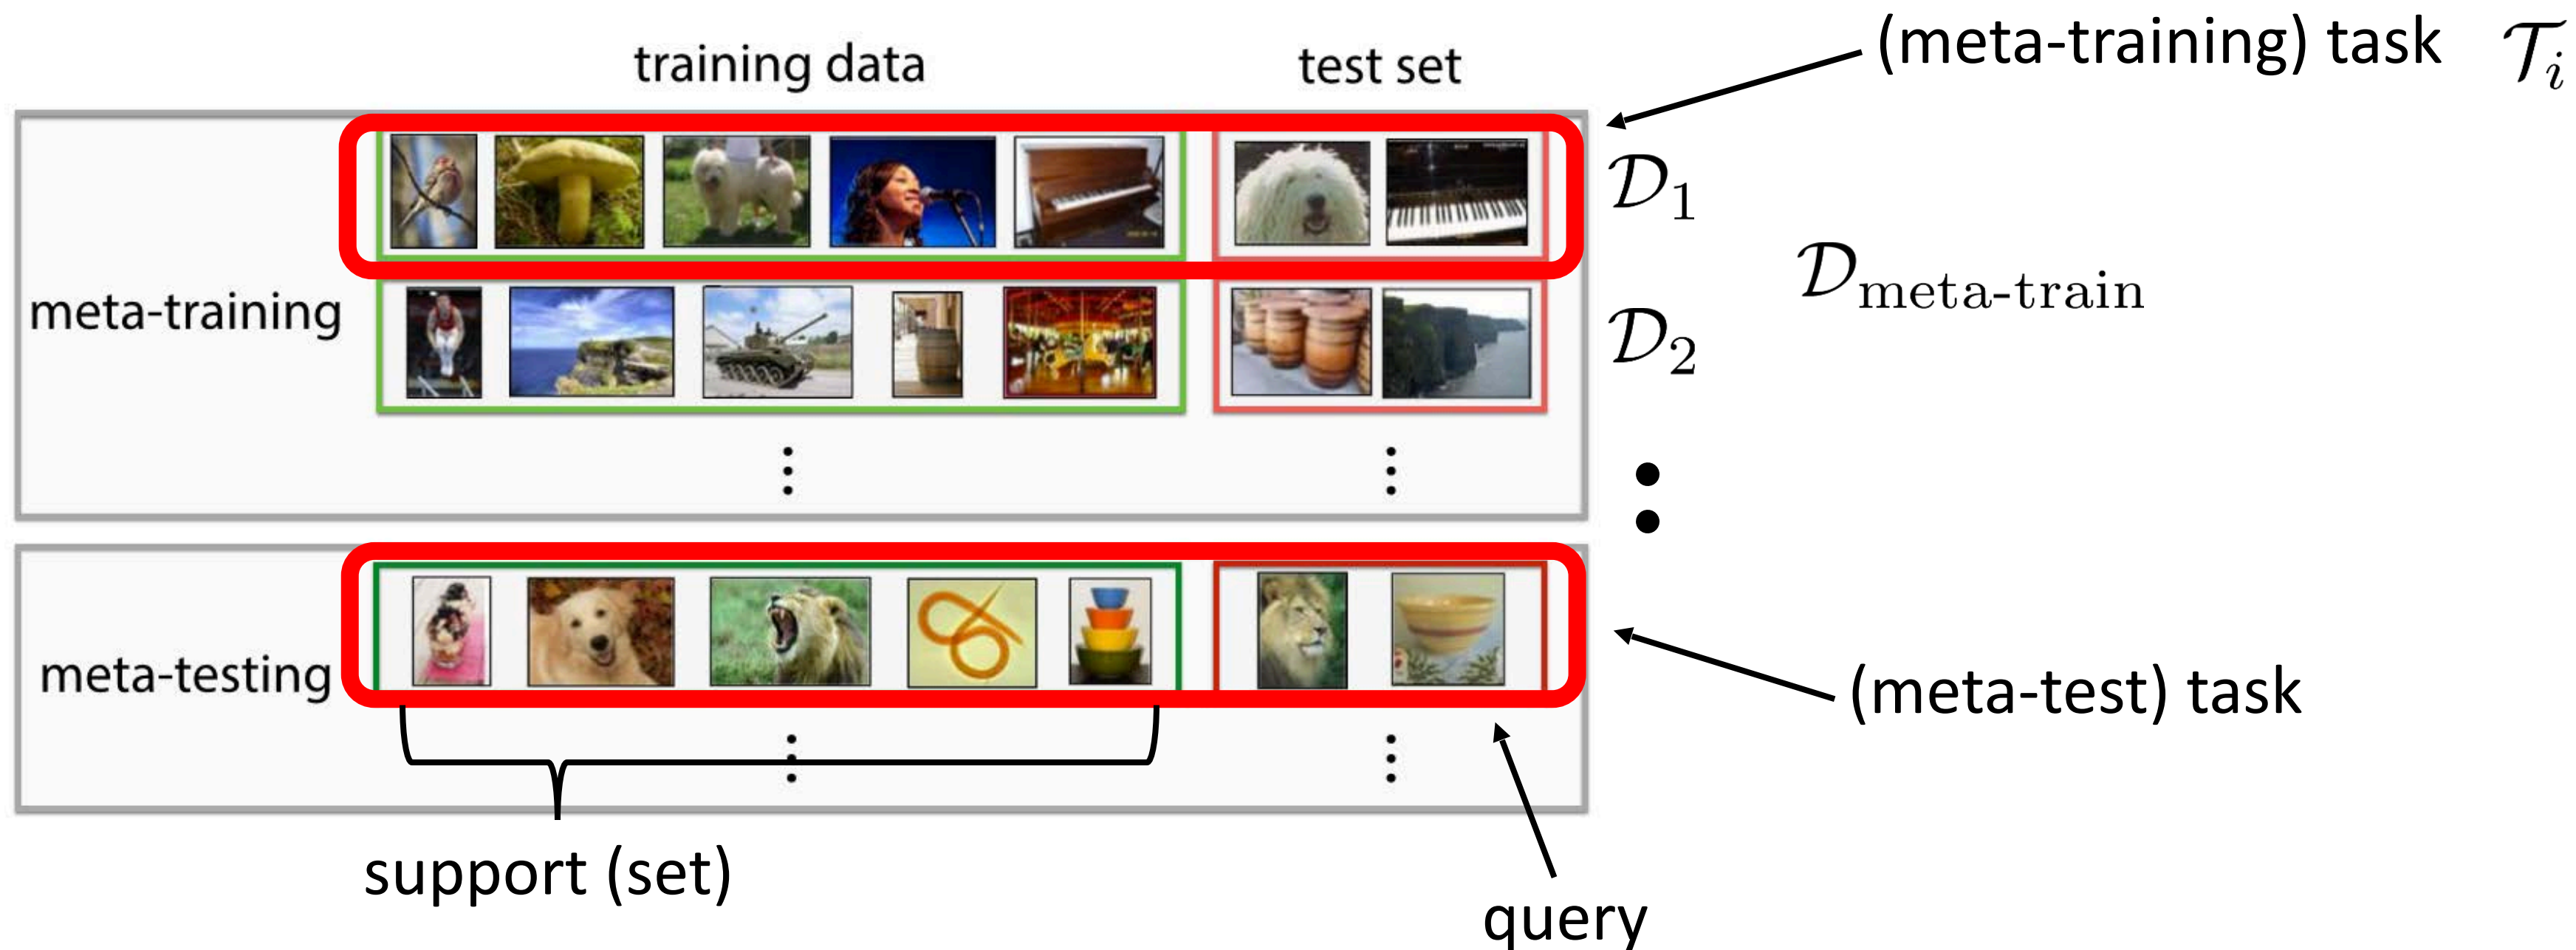 training data
test set
(meta-training) task 𝒯ᵢ
meta-training
𝒟₁
𝒟₂
𝒟meta-train
meta-testing
(meta-test) task
support (set)
query